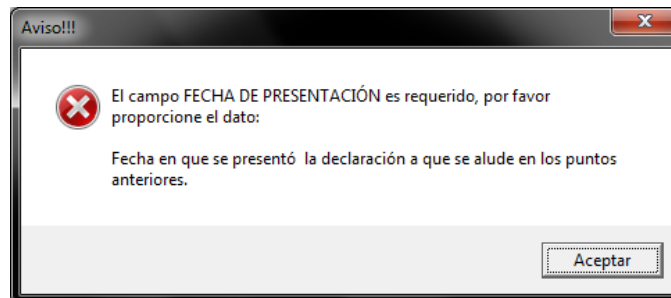 Aviso!!!
El campo FECHA DE PRESENTACIÓN es requerido, por favor
proporcione el dato:
Fecha en que se presentó  la declaración a que se alude en los puntos
anteriores.
Aceptar